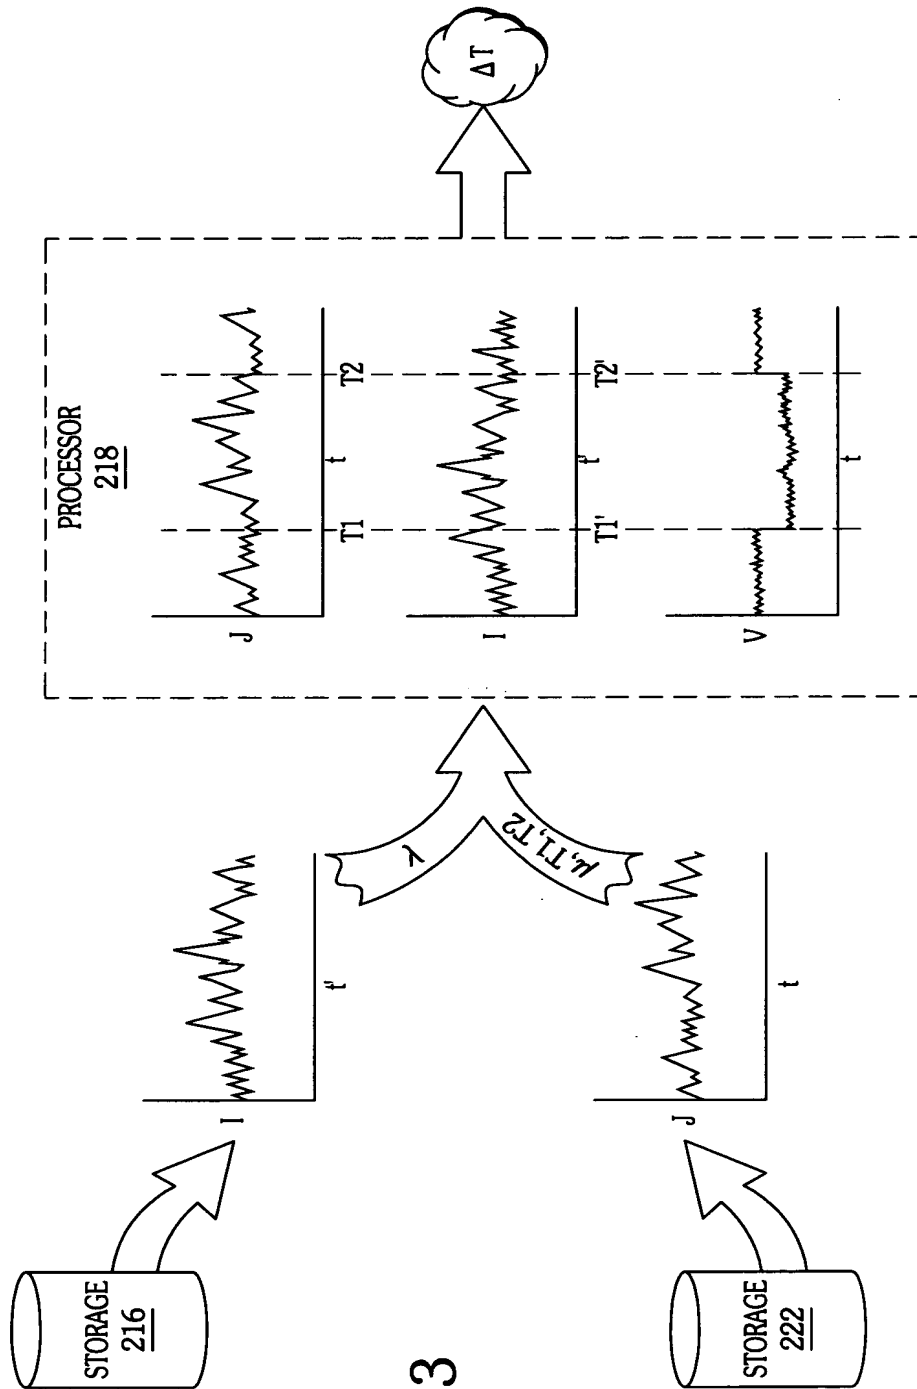 STORAGE
216
I
t'
λ
STORAGE
222
J
t
μ,T1,T2
PROCESSOR
218
J
T1
t
T2
I
T1'
t'
T2'
V
t
ΔT
3